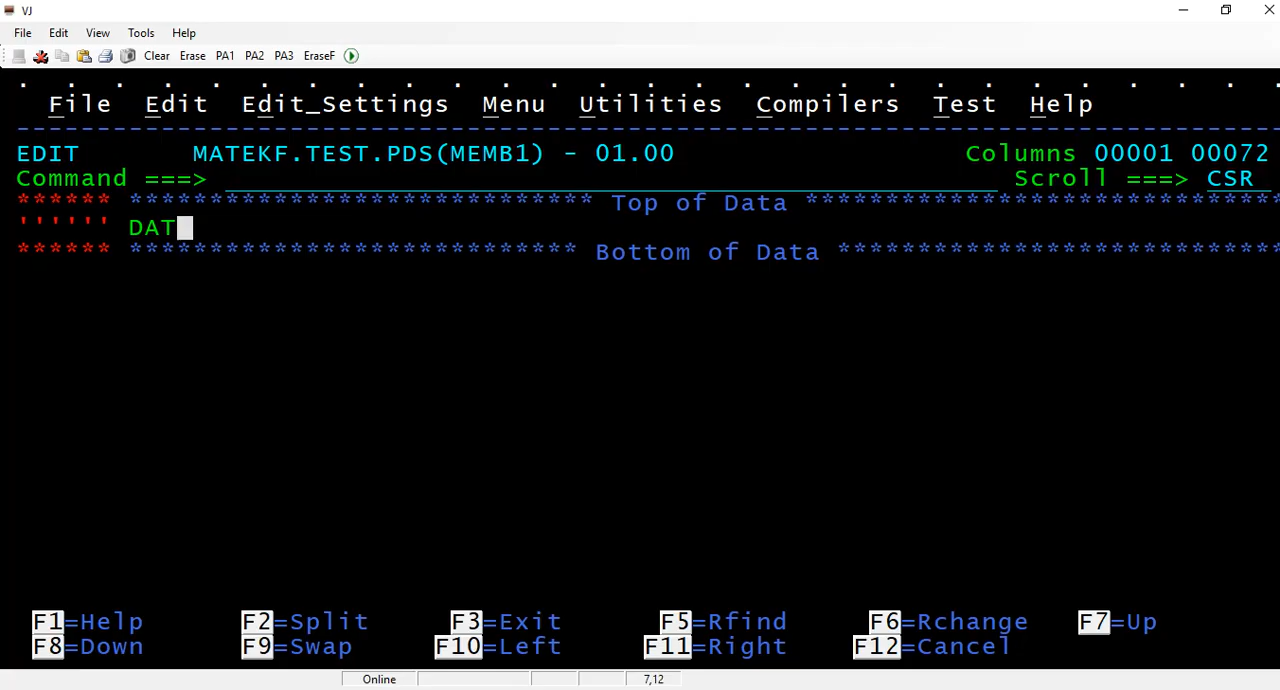 VJ
File Edit View Tools Help
Clear Erase PA1 PA2 PA3 EraseF
File Edit Edit_Settings Menu Utilities Compilers Test Help
EDIT MATEKF.TEST.PDS(MEMB1) - 01.00 Columns 00001 00072
Command ===> Scroll ===> CSR
****** *************************** Top of Data ***************************
'''''' DAT
****** ************************** Bottom of Data **************************
F1=Help F2=Split F3=Exit F5=Rfind F6=Rchange F7=Up
F8=Down F9=Swap F10=Left F11=Right F12=Cancel
Online 7,12